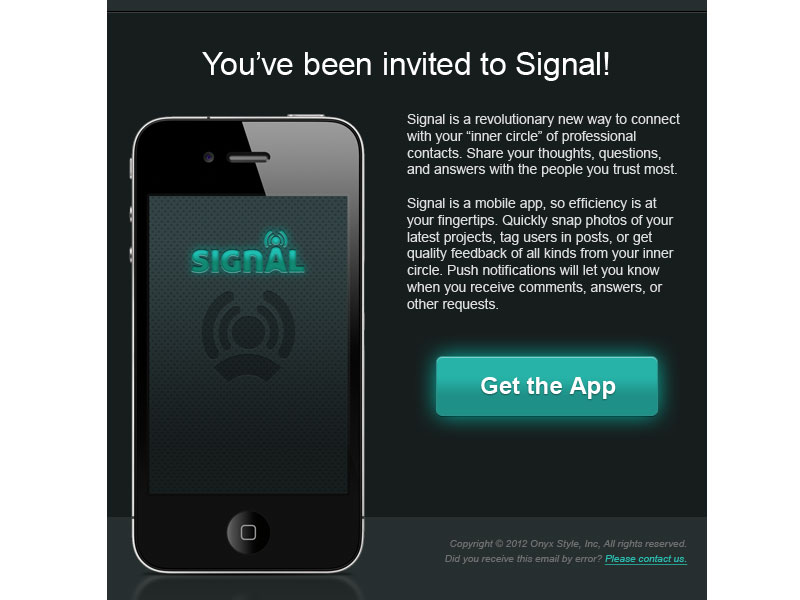 You’ve been invited to Signal!
Signal is a revolutionary new way to connect
with your “inner circle” of professional
contacts. Share your thoughts, questions,
and answers with the people you trust most.
Signal is a mobile app, so efficiency is at
your fingertips. Quickly snap photos of your
latest projects, tag users in posts, or get
quality feedback of all kinds from your inner
circle. Push notifications will let you know
when you receive comments, answers, or
other requests.
SIGNAL
Get the App
Copyright © 2012 Onyx Style, Inc, All rights reserved.
Did you receive this email by error? Please contact us.